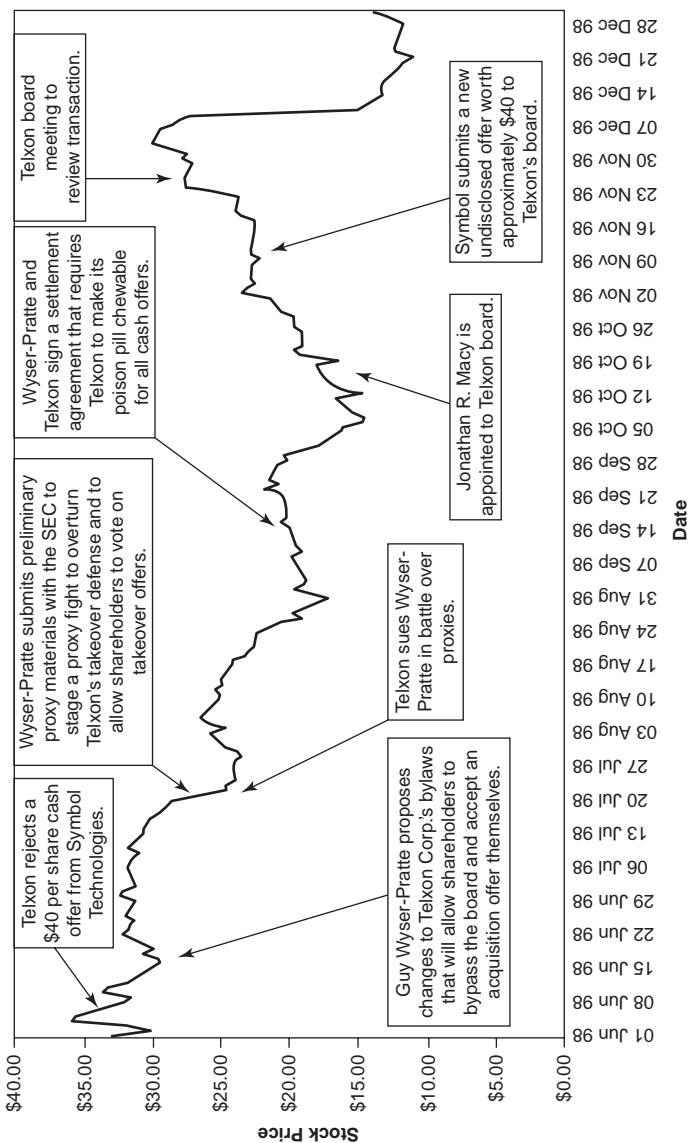 $40.00
$35.00
$30.00
$25.00
$20.00
$15.00
$10.00
$5.00
$0.00
Stock Price
Telxon rejects a
$40 per share cash
offer from Symbol
Technologies.
Wyser-Pratte submits preliminary
proxy materials with the SEC to
stage a proxy fight to overturn
Telxon's takeover defense and to
allow shareholders to vote on
takeover offers.
Wyser-Pratte and
Telxon sign a settlement
agreement that requires
Telxon to make its
poison pill chewable
for all cash offers.
Telxon board
meeting to
review transaction.
Guy Wyser-Pratte proposes
changes to Telxon Corp.'s bylaws
that will allow shareholders to
bypass the board and accept an
acquisition offer themselves.
Telxon sues Wyser-
Pratte in battle over
proxies.
Jonathan R. Macy is
appointed to Telxon board.
Symbol submits a new
undisclosed offer worth
approximately $40 to
Telxon's board.
01 Jun 98
08 Jun 98
15 Jun 98
22 Jun 98
29 Jun 98
06 Jul 98
13 Jul 98
20 Jul 98
27 Jul 98
03 Aug 98
10 Aug 98
17 Aug 98
24 Aug 98
31 Aug 98
07 Sep 98
14 Sep 98
21 Sep 98
28 Sep 98
05 Oct 98
12 Oct 98
19 Oct 98
26 Oct 98
02 Nov 98
09 Nov 98
16 Nov 98
23 Nov 98
30 Nov 98
07 Dec 98
14 Dec 98
21 Dec 98
28 Dec 98
Date